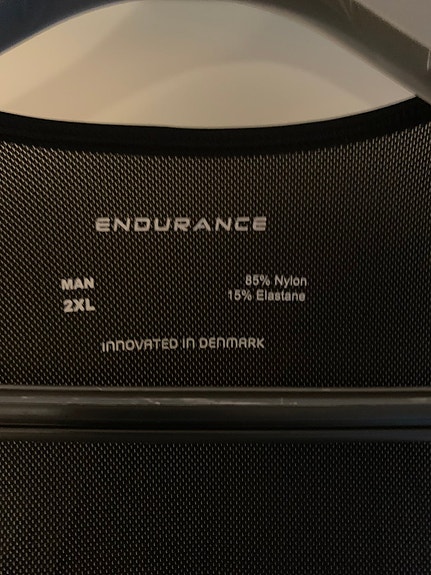 ENDURANCE
MAN
2XL
85% Nylon
15% Elastane
INNOVATED IN DENMARK